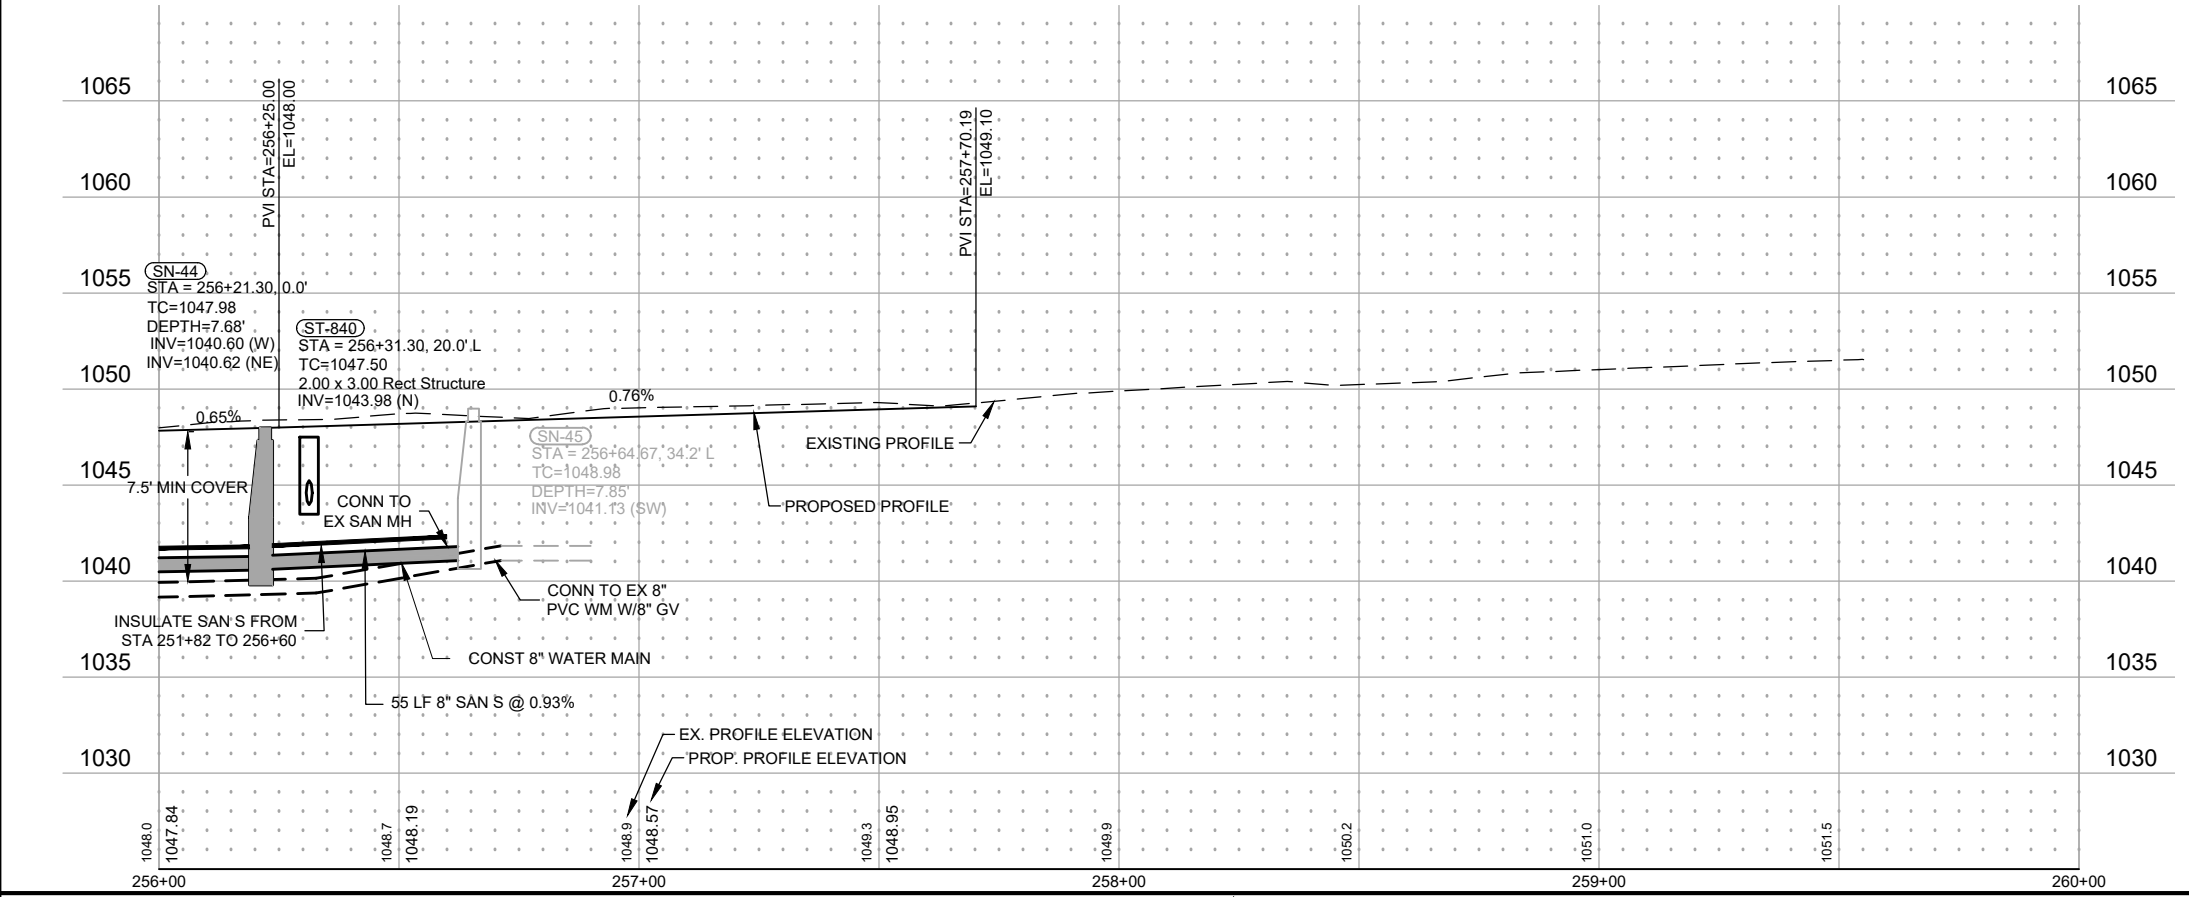 1065
1065
PVI STA=256+25.00
EL=1048.00
PVI STA=257+70.19
EL=1049.10
1060
1060
1055
1055
SN-44
STA = 256+21.30, 0.0'
TC=1047.98
DEPTH=7.68'
INV=1040.60 (W)
INV=1040.62 (NE)
ST-840
STA = 256+31.30, 20.0' L
TC=1047.50
2.00 x 3.00 Rect Structure
INV=1043.98 (N)
1050
1050
0.65%
0.76%
SN-45
STA = 256+64.67, 34.2' L
TC=1048.98
DEPTH=7.85'
INV=1041.13 (SW)
EXISTING PROFILE
PROPOSED PROFILE
1045
1045
7.5' MIN COVER
CONN TO
EX SAN MH
1040
1040
CONN TO EX 8"
PVC WM W/8" GV
INSULATE SAN S FROM
STA 251+82 TO 256+60
CONST 8" WATER MAIN
1035
1035
55 LF 8" SAN S @ 0.93%
EX. PROFILE ELEVATION
PROP. PROFILE ELEVATION
1030
1030
1048.0
1047.84
1048.7
1048.19
1048.9
1048.57
1049.3
1048.95
1049.9
1050.2
1051.0
1051.5
256+00
257+00
258+00
259+00
260+00